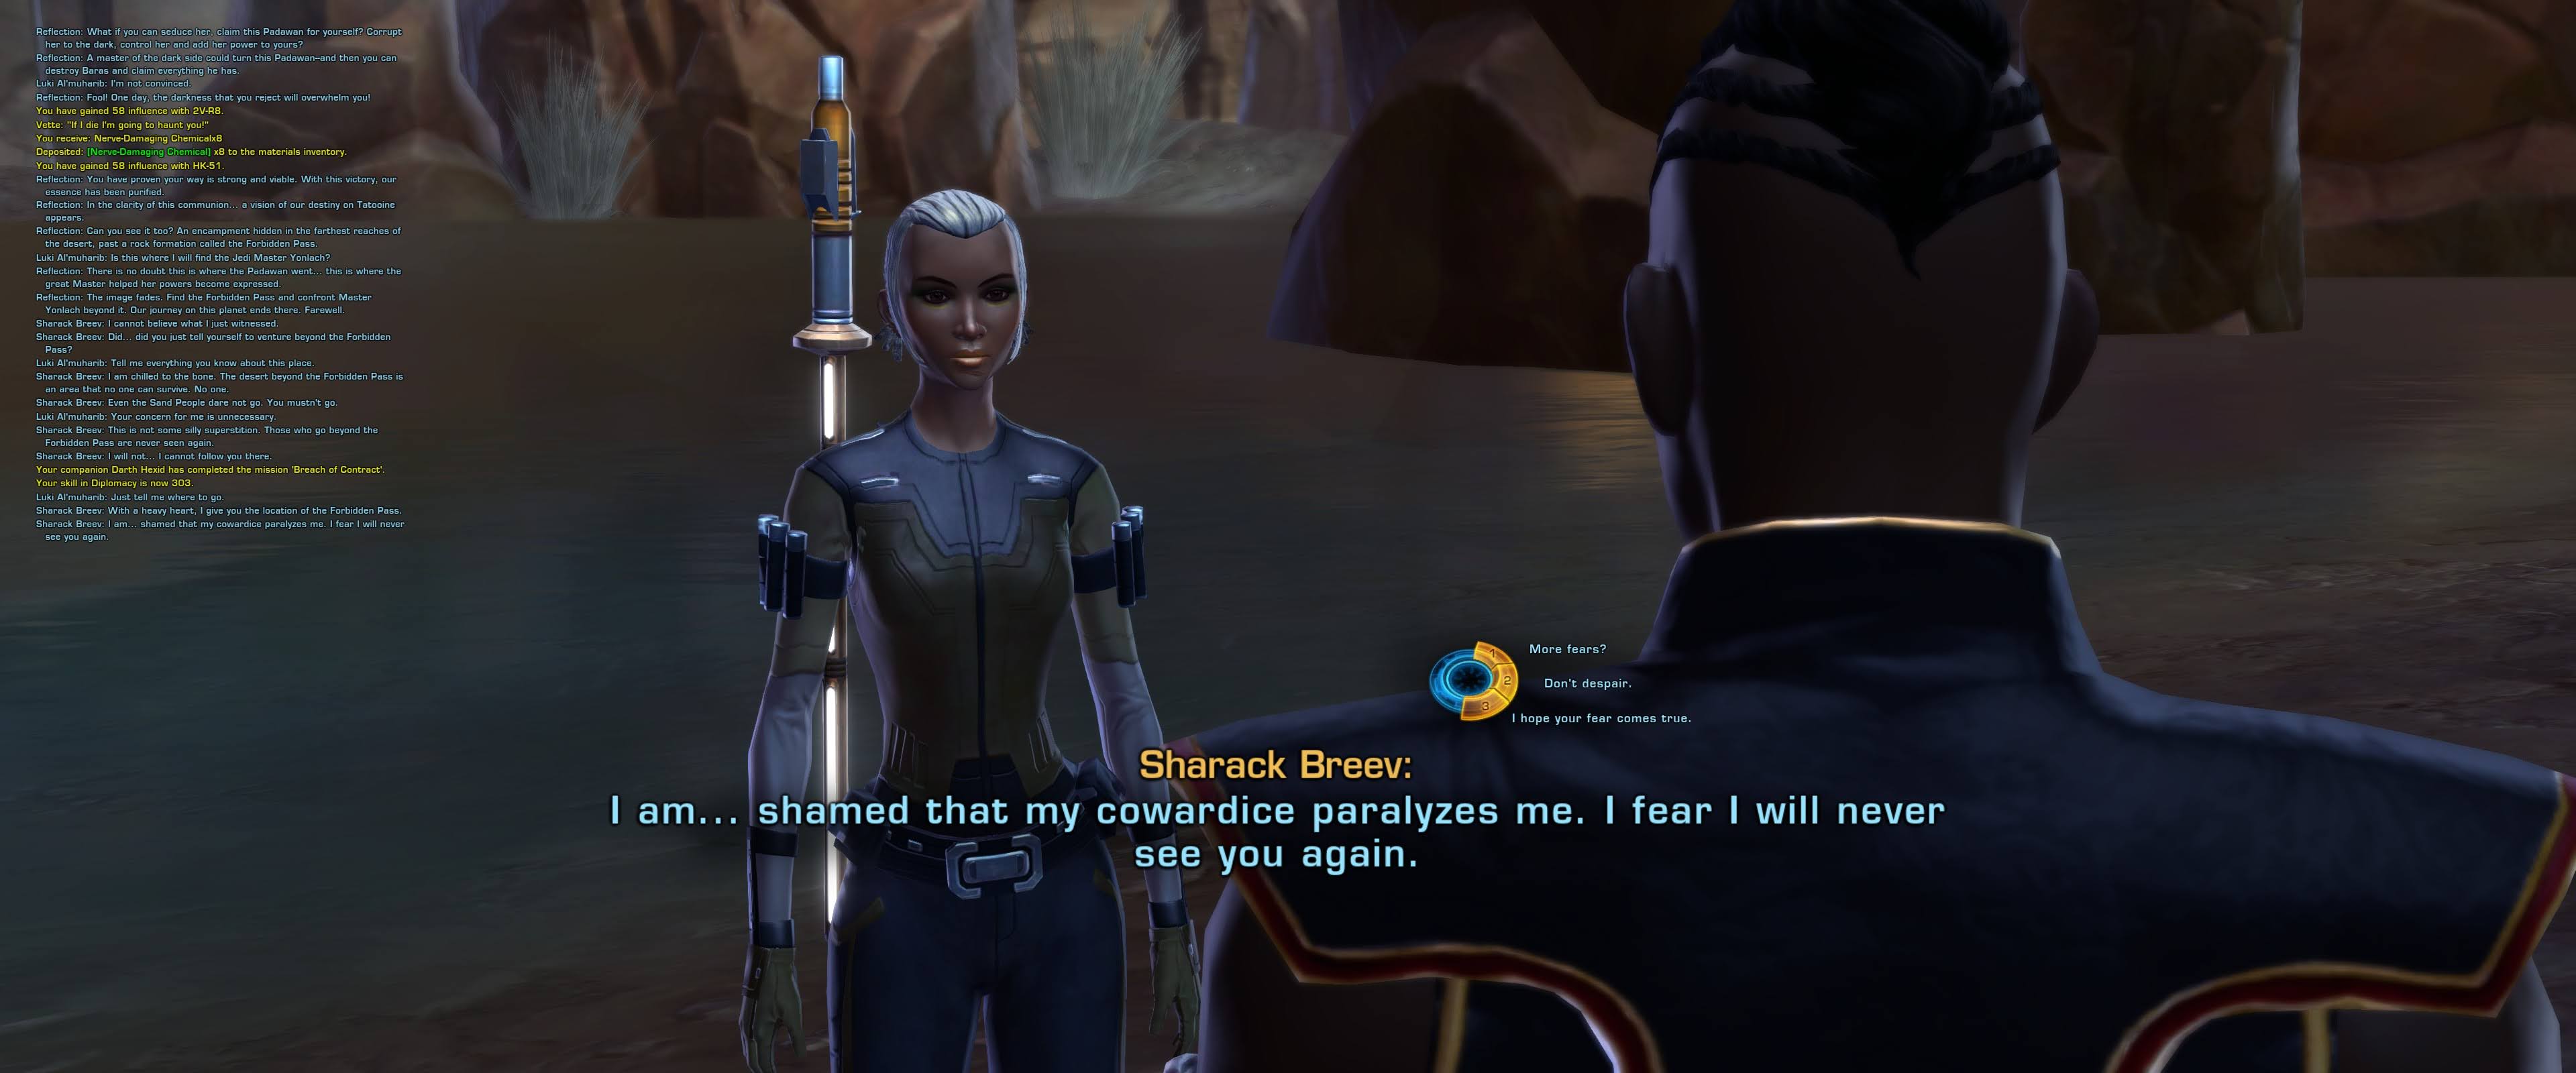 Reflection: What if you can seduce her, claim this Padawan for yourself? Corrupt
her to the dark, control her and add her power to yours?
Reflection: A master of the dark side could turn this Padawan—and then you can
destroy Baras and claim everything he has.
Luki Al'muharib: I'm not convinced.
Reflection: Fool! One day, the darkness that you reject will overwhelm you!
You have gained 58 influence with 2V-R8.
Vette: "If I die I'm going to haunt you!"
You receive: Nerve-Damaging Chemicalx8
Deposited: [Nerve-Damaging Chemical] x8 to the materials inventory.
You have gained 58 influence with HK-51.
Reflection: You have proven your way is strong and viable. With this victory, our
essence has been purified.
Reflection: In the clarity of this communion... a vision of our destiny on Tatooine
appears.
Reflection: Can you see it too? An encampment hidden in the farthest reaches of
the desert, past a rock formation called the Forbidden Pass.
Luki Al'muharib: Is this where I will find the Jedi Master Yonlach?
Reflection: There is no doubt this is where the Padawan went... this is where the
great Master helped her powers become expressed.
Reflection: The image fades. Find the Forbidden Pass and confront Master
Yonlach beyond it. Our journey on this planet ends there. Farewell.
Sharack Breev: I cannot believe what I just witnessed.
Sharack Breev: Did... did you just tell yourself to venture beyond the Forbidden
Pass?
Luki Al'muharib: Tell me everything you know about this place.
Sharack Breev: I am chilled to the bone. The desert beyond the Forbidden Pass is
an area that no one can survive. No one.
Sharack Breev: Even the Sand People dare not go. You mustn't go.
Luki Al'muharib: Your concern for me is unnecessary.
Sharack Breev: This is not some silly superstition. Those who go beyond the
Forbidden Pass are never seen again.
Sharack Breev: I will not... I cannot follow you there.
Your companion Darth Hexid has completed the mission 'Breach of Contract'.
Your skill in Diplomacy is now 303.
Luki Al'muharib: Just tell me where to go.
Sharack Breev: With a heavy heart, I give you the location of the Forbidden Pass.
Sharack Breev: I am... shamed that my cowardice paralyzes me. I fear I will never
see you again.
1 More fears?
2 Don't despair.
3 I hope your fear comes true.
Sharack Breev:
I am... shamed that my cowardice paralyzes me. I fear I will never
see you again.